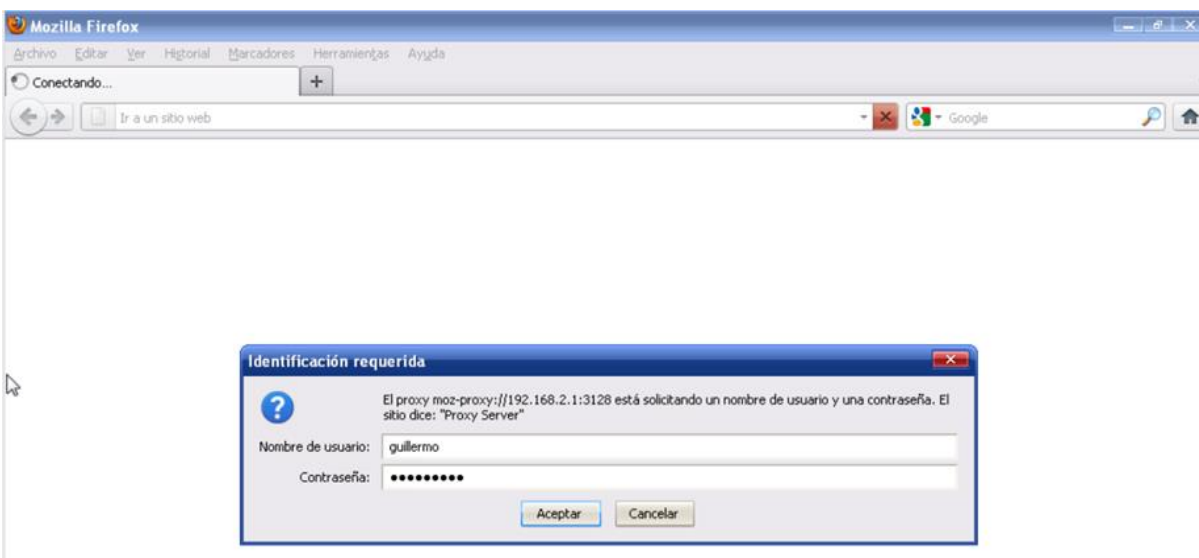 Mozilla Firefox
Archivo Editar Ver Historial Marcadores Herramientas Ayuda
Conectando...
Ir a un sitio web Google
Identificación requerida
El proxy moz-proxy://192.168.2.1:3128 está solicitando un nombre de usuario y una contraseña. El
sitio dice: "Proxy Server"
Nombre de usuario: guillermo
Contraseña: •••••••••
Aceptar Cancelar